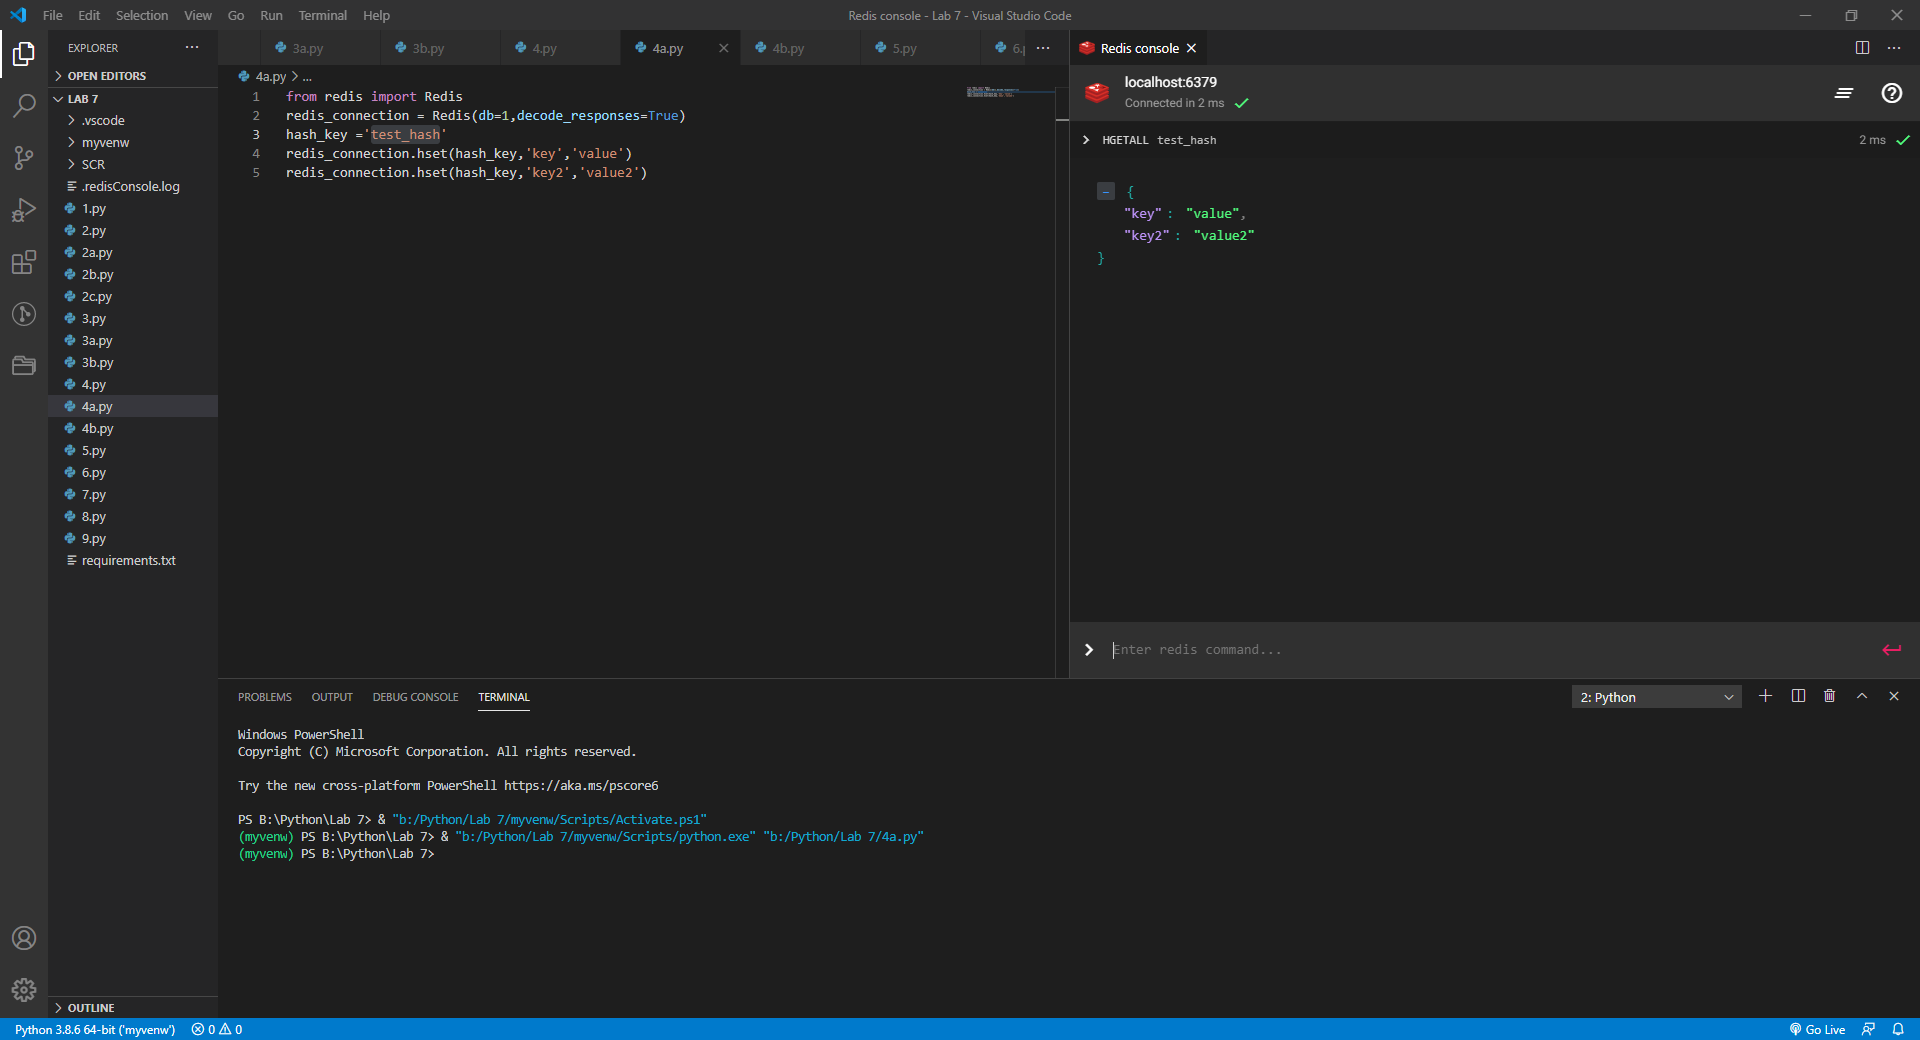 File Edit Selection View Go Run Terminal Help
Redis console - Lab 7 - Visual Studio Code
EXPLORER
OPEN EDITORS
LAB 7
.vscode
myvenw
SCR
.redisConsole.log
1.py
2.py
2a.py
2b.py
2c.py
3.py
3a.py
3b.py
4.py
4a.py
4b.py
5.py
6.py
7.py
8.py
9.py
requirements.txt
OUTLINE
3a.py 3b.py 4.py 4a.py 4b.py 5.py 6.p
4a.py > ...
1 from redis import Redis
2 redis_connection = Redis(db=1,decode_responses=True)
3 hash_key ='test_hash'
4 redis_connection.hset(hash_key,'key','value')
5 redis_connection.hset(hash_key,'key2','value2')
Redis console
localhost:6379
Connected in 2 ms
HGETALL test_hash 2 ms
- {
"key" : "value",
"key2" : "value2"
}
Enter redis command...
PROBLEMS OUTPUT DEBUG CONSOLE TERMINAL
2: Python
Windows PowerShell
Copyright (C) Microsoft Corporation. All rights reserved.
Try the new cross-platform PowerShell https://aka.ms/pscore6
PS B:\Python\Lab 7> & "b:/Python/Lab 7/myvenw/Scripts/Activate.ps1"
(myvenw) PS B:\Python\Lab 7> & "b:/Python/Lab 7/myvenw/Scripts/python.exe" "b:/Python/Lab 7/4a.py"
(myvenw) PS B:\Python\Lab 7>
Python 3.8.6 64-bit ('myvenw') 0 0
Go Live